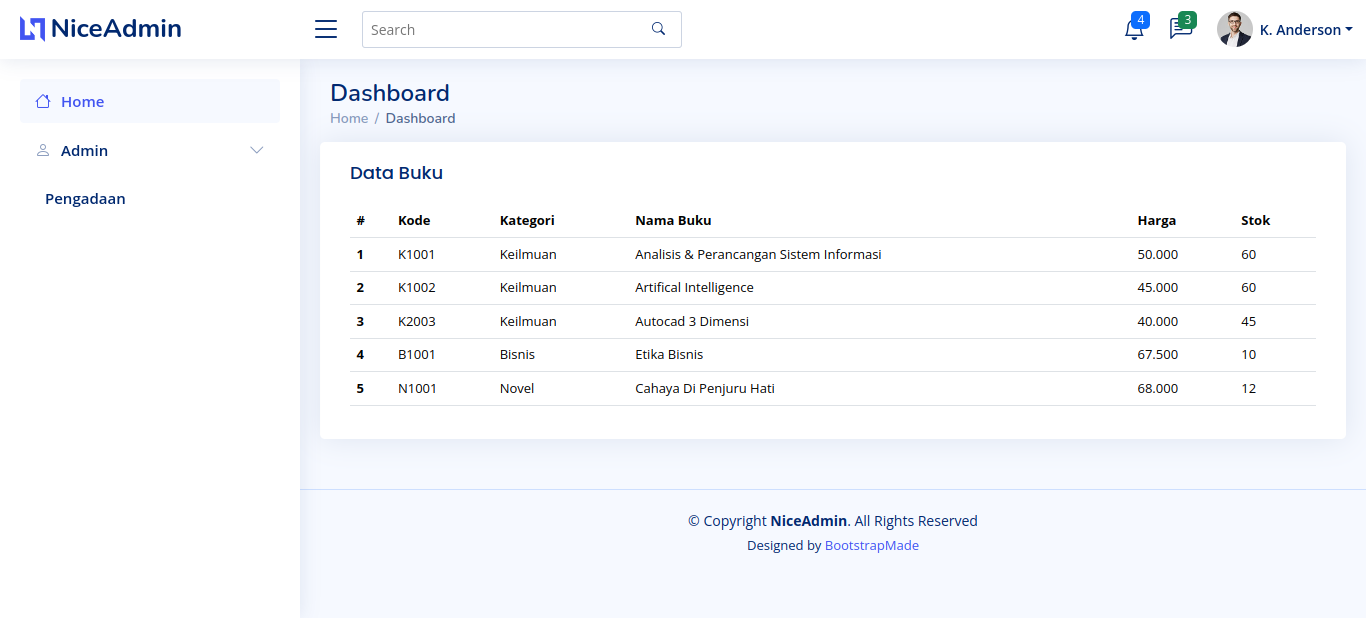 NiceAdmin
Search
4
3
K. Anderson
Home
Admin
Pengadaan
Dashboard
Home / Dashboard
Data Buku
# Kode Kategori Nama Buku Harga Stok
1 K1001 Keilmuan Analisis & Perancangan Sistem Informasi 50.000 60
2 K1002 Keilmuan Artifical Intelligence 45.000 60
3 K2003 Keilmuan Autocad 3 Dimensi 40.000 45
4 B1001 Bisnis Etika Bisnis 67.500 10
5 N1001 Novel Cahaya Di Penjuru Hati 68.000 12
© Copyright NiceAdmin. All Rights Reserved
Designed by BootstrapMade